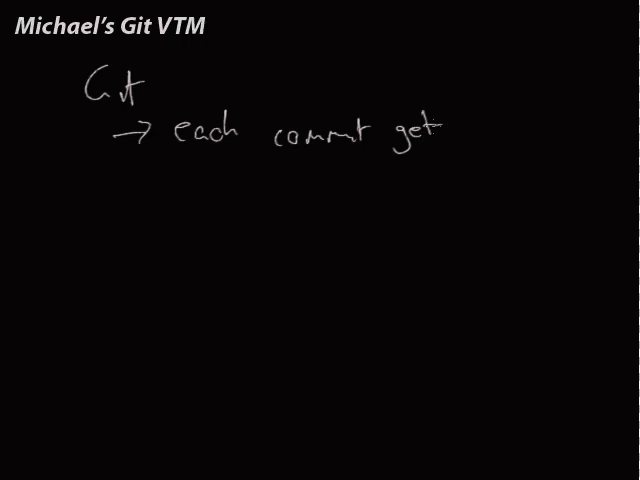 Michael's Git VTM
Git
→ each commit get